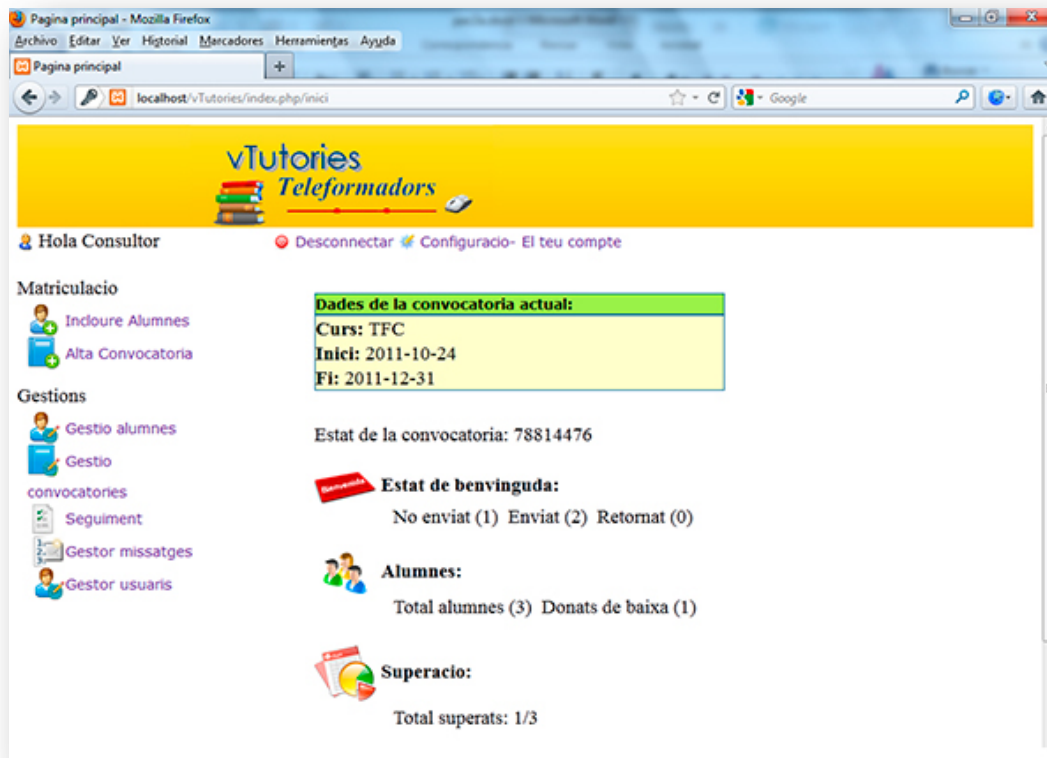 Pagina principal - Mozilla Firefox
Archivo Editar Ver Historial Marcadores Herramientas Ayuda
Pagina principal +
localhost/vTutories/index.php/inici Google
vTutories
Teleformadors
Hola Consultor Desconnectar Configuracio- El teu compte
Matriculacio
Incloure Alumnes
Alta Convocatoria
Gestions
Gestio alumnes
Gestio
convocatories
Seguiment
Gestor missatges
Gestor usuaris
Dades de la convocatoria actual:
Curs: TFC
Inici: 2011-10-24
Fi: 2011-12-31
Estat de la convocatoria: 78814476
Bienvenido
Estat de benvinguda:
No enviat (1) Enviat (2) Retornat (0)
Alumnes:
Total alumnes (3) Donats de baixa (1)
Superacio:
Total superats: 1/3